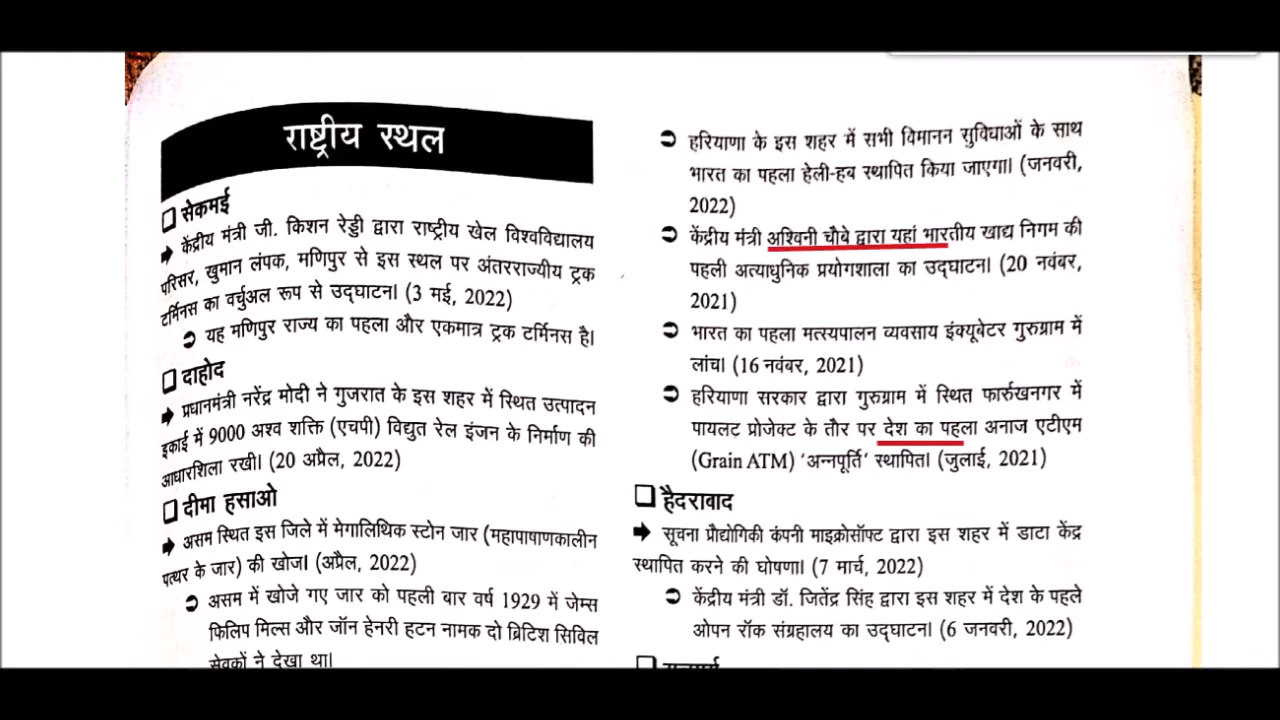 राष्ट्रीय स्थल
❑ सेकमई
➔ केंद्रीय मंत्री जी. किशन रेड्डी द्वारा राष्ट्रीय खेल विश्वविद्यालय
परिसर, खुमान लंपक, मणिपुर से इस स्थल पर अंतरराज्यीय ट्रक
टर्मिनस का वर्चुअल रूप से उद्घाटन। (3 मई, 2022)
➲ यह मणिपुर राज्य का पहला और एकमात्र ट्रक टर्मिनस है।
❑ दाहोद
➔ प्रधानमंत्री नरेंद्र मोदी ने गुजरात के इस शहर में स्थित उत्पादन
इकाई में 9000 अश्व शक्ति (एचपी) विद्युत रेल इंजन के निर्माण की
आधारशिला रखी। (20 अप्रैल, 2022)
❑ दीमा हसाओ
➔ असम स्थित इस जिले में मेगालिथिक स्टोन जार (महापाषाणकालीन
पत्थर के जार) की खोज। (अप्रैल, 2022)
➲ असम में खोजे गए जार को पहली बार वर्ष 1929 में जेम्स
फिलिप मिल्स और जॉन हेनरी हटन नामक दो ब्रिटिश सिविल
सेवकों ने देखा था।
➲ हरियाणा के इस शहर में सभी विमानन सुविधाओं के साथ
भारत का पहला हेली-हब स्थापित किया जाएगा। (जनवरी,
2022)
➲ केंद्रीय मंत्री अश्विनी चौबे द्वारा यहां भारतीय खाद्य निगम की
पहली अत्याधुनिक प्रयोगशाला का उद्घाटन। (20 नवंबर,
2021)
➲ भारत का पहला मत्स्यपालन व्यवसाय इंक्यूबेटर गुरुग्राम में
लांच। (16 नवंबर, 2021)
➲ हरियाणा सरकार द्वारा गुरुग्राम में स्थित फार्रुखनगर में
पायलट प्रोजेक्ट के तौर पर देश का पहला अनाज एटीएम
(Grain ATM) 'अन्नपूर्ति' स्थापित। (जुलाई, 2021)
❑ हैदराबाद
➔ सूचना प्रौद्योगिकी कंपनी माइक्रोसॉफ्ट द्वारा इस शहर में डाटा केंद्र
स्थापित करने की घोषणा। (7 मार्च, 2022)
➲ केंद्रीय मंत्री डॉ. जितेंद्र सिंह द्वारा इस शहर में देश के पहले
ओपन रॉक संग्रहालय का उद्घाटन। (6 जनवरी, 2022)